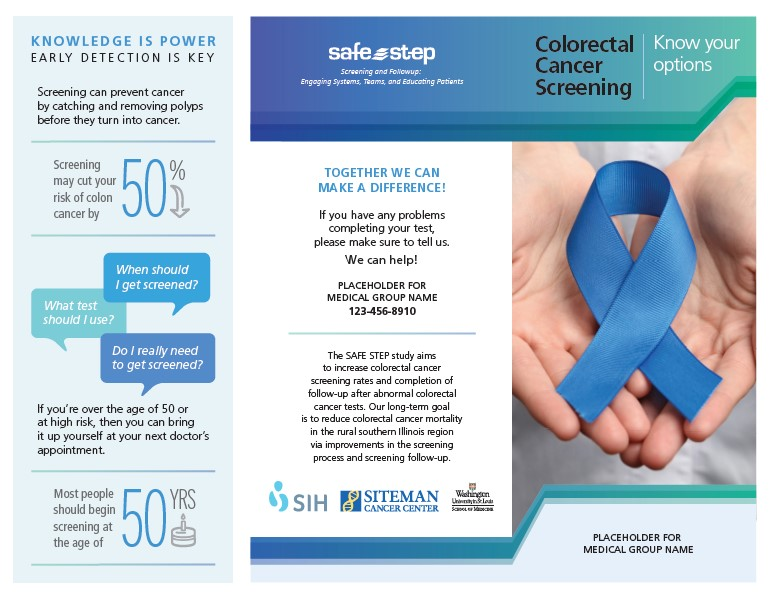 KNOWLEDGE IS POWER
EARLY DETECTION IS KEY
Screening can prevent cancer
by catching and removing polyps
before they turn into cancer.
Screening
may cut your
risk of colon
cancer by
50%
When should
I get screened?
What test
should I use?
Do I really need
to get screened?
If you’re over the age of 50 or
at high risk, then you can bring
it up yourself at your next doctor’s
appointment.
Most people
should begin
screening at
the age of
50 YRS
safe step
Screening and Followup:
Engaging Systems, Teams, and Educating Patients
TOGETHER WE CAN
MAKE A DIFFERENCE!
If you have any problems
completing your test,
please make sure to tell us.
We can help!
PLACEHOLDER FOR
MEDICAL GROUP NAME
123-456-8910
The SAFE STEP study aims
to increase colorectal cancer
screening rates and completion of
follow-up after abnormal colorectal
cancer tests. Our long-term goal
is to reduce colorectal cancer mortality
in the rural southern Illinois region
via improvements in the screening
process and screening follow-up.
SIH
SITEMAN
CANCER CENTER
Washington
University in St. Louis
SCHOOL OF MEDICINE
Colorectal
Cancer
Screening
Know your
options
PLACEHOLDER FOR
MEDICAL GROUP NAME